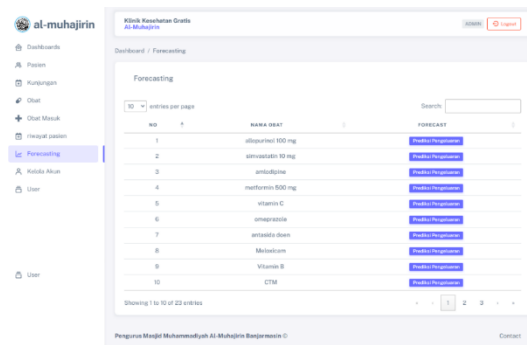 al-muhajirin
Dashboards
Pasien
Kunjungan
Obat
Obat Masuk
riwayat pasien
Forecasting
Kelola Akun
User
User
Klinik Kesehatan Gratis
Al-Muhajirin
ADMIN Logout
Dashboard / Forecasting
Forecasting
10 entries per page Search:
NO NAMA OBAT FORECAST
1 allopurinol 100 mg Prediksi Pengeluaran
2 simvastatin 10 mg Prediksi Pengeluaran
3 amlodipine Prediksi Pengeluaran
4 metformin 500 mg Prediksi Pengeluaran
5 vitamin C Prediksi Pengeluaran
6 omeprazole Prediksi Pengeluaran
7 antasida doen Prediksi Pengeluaran
8 Meloxicam Prediksi Pengeluaran
9 Vitamin B Prediksi Pengeluaran
10 CTM Prediksi Pengeluaran
Showing 1 to 10 of 23 entries ‹ 1 2 3 › »
Pengurus Masjid Muhammadiyah Al-Muhajirin Banjarmasin © Contact